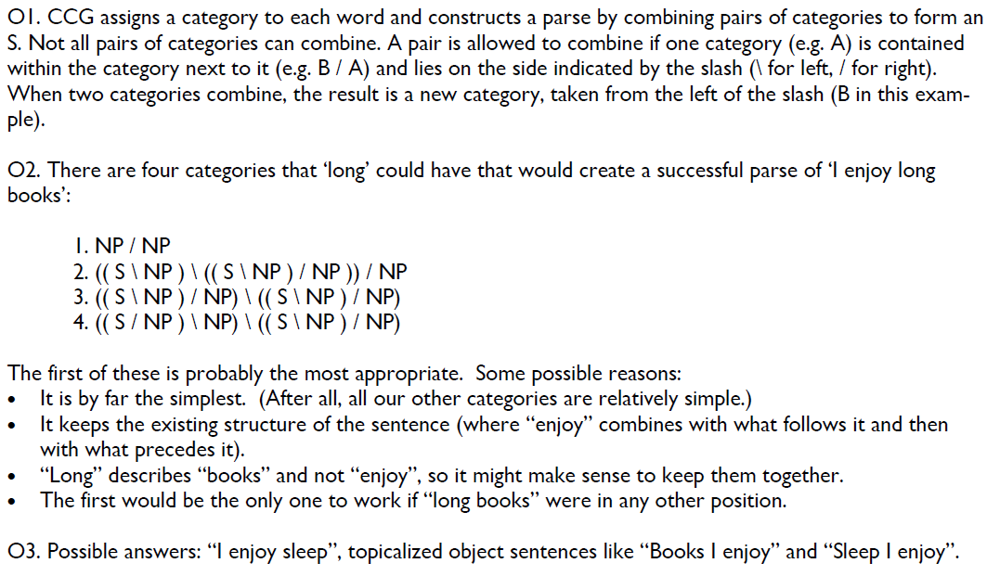 O1. CCG assigns a category to each word and constructs a parse by combining pairs of categories to form an
S. Not all pairs of categories can combine. A pair is allowed to combine if one category (e.g. A) is contained
within the category next to it (e.g. B / A) and lies on the side indicated by the slash (\ for left, / for right).
When two categories combine, the result is a new category, taken from the left of the slash (B in this exam-
ple).
O2. There are four categories that ‘long’ could have that would create a successful parse of ‘I enjoy long
books’:
1. NP / NP
2. (( S \ NP ) \ (( S \ NP ) / NP )) / NP
3. (( S \ NP ) / NP) \ (( S \ NP ) / NP)
4. (( S / NP ) \ NP) \ (( S \ NP ) / NP)
The first of these is probably the most appropriate.  Some possible reasons:
• It is by far the simplest.  (After all, all our other categories are relatively simple.)
• It keeps the existing structure of the sentence (where “enjoy” combines with what follows it and then
with what precedes it).
• “Long” describes “books” and not “enjoy”, so it might make sense to keep them together.
• The first would be the only one to work if “long books” were in any other position.
O3. Possible answers: “I enjoy sleep”, topicalized object sentences like “Books I enjoy” and “Sleep I enjoy”.